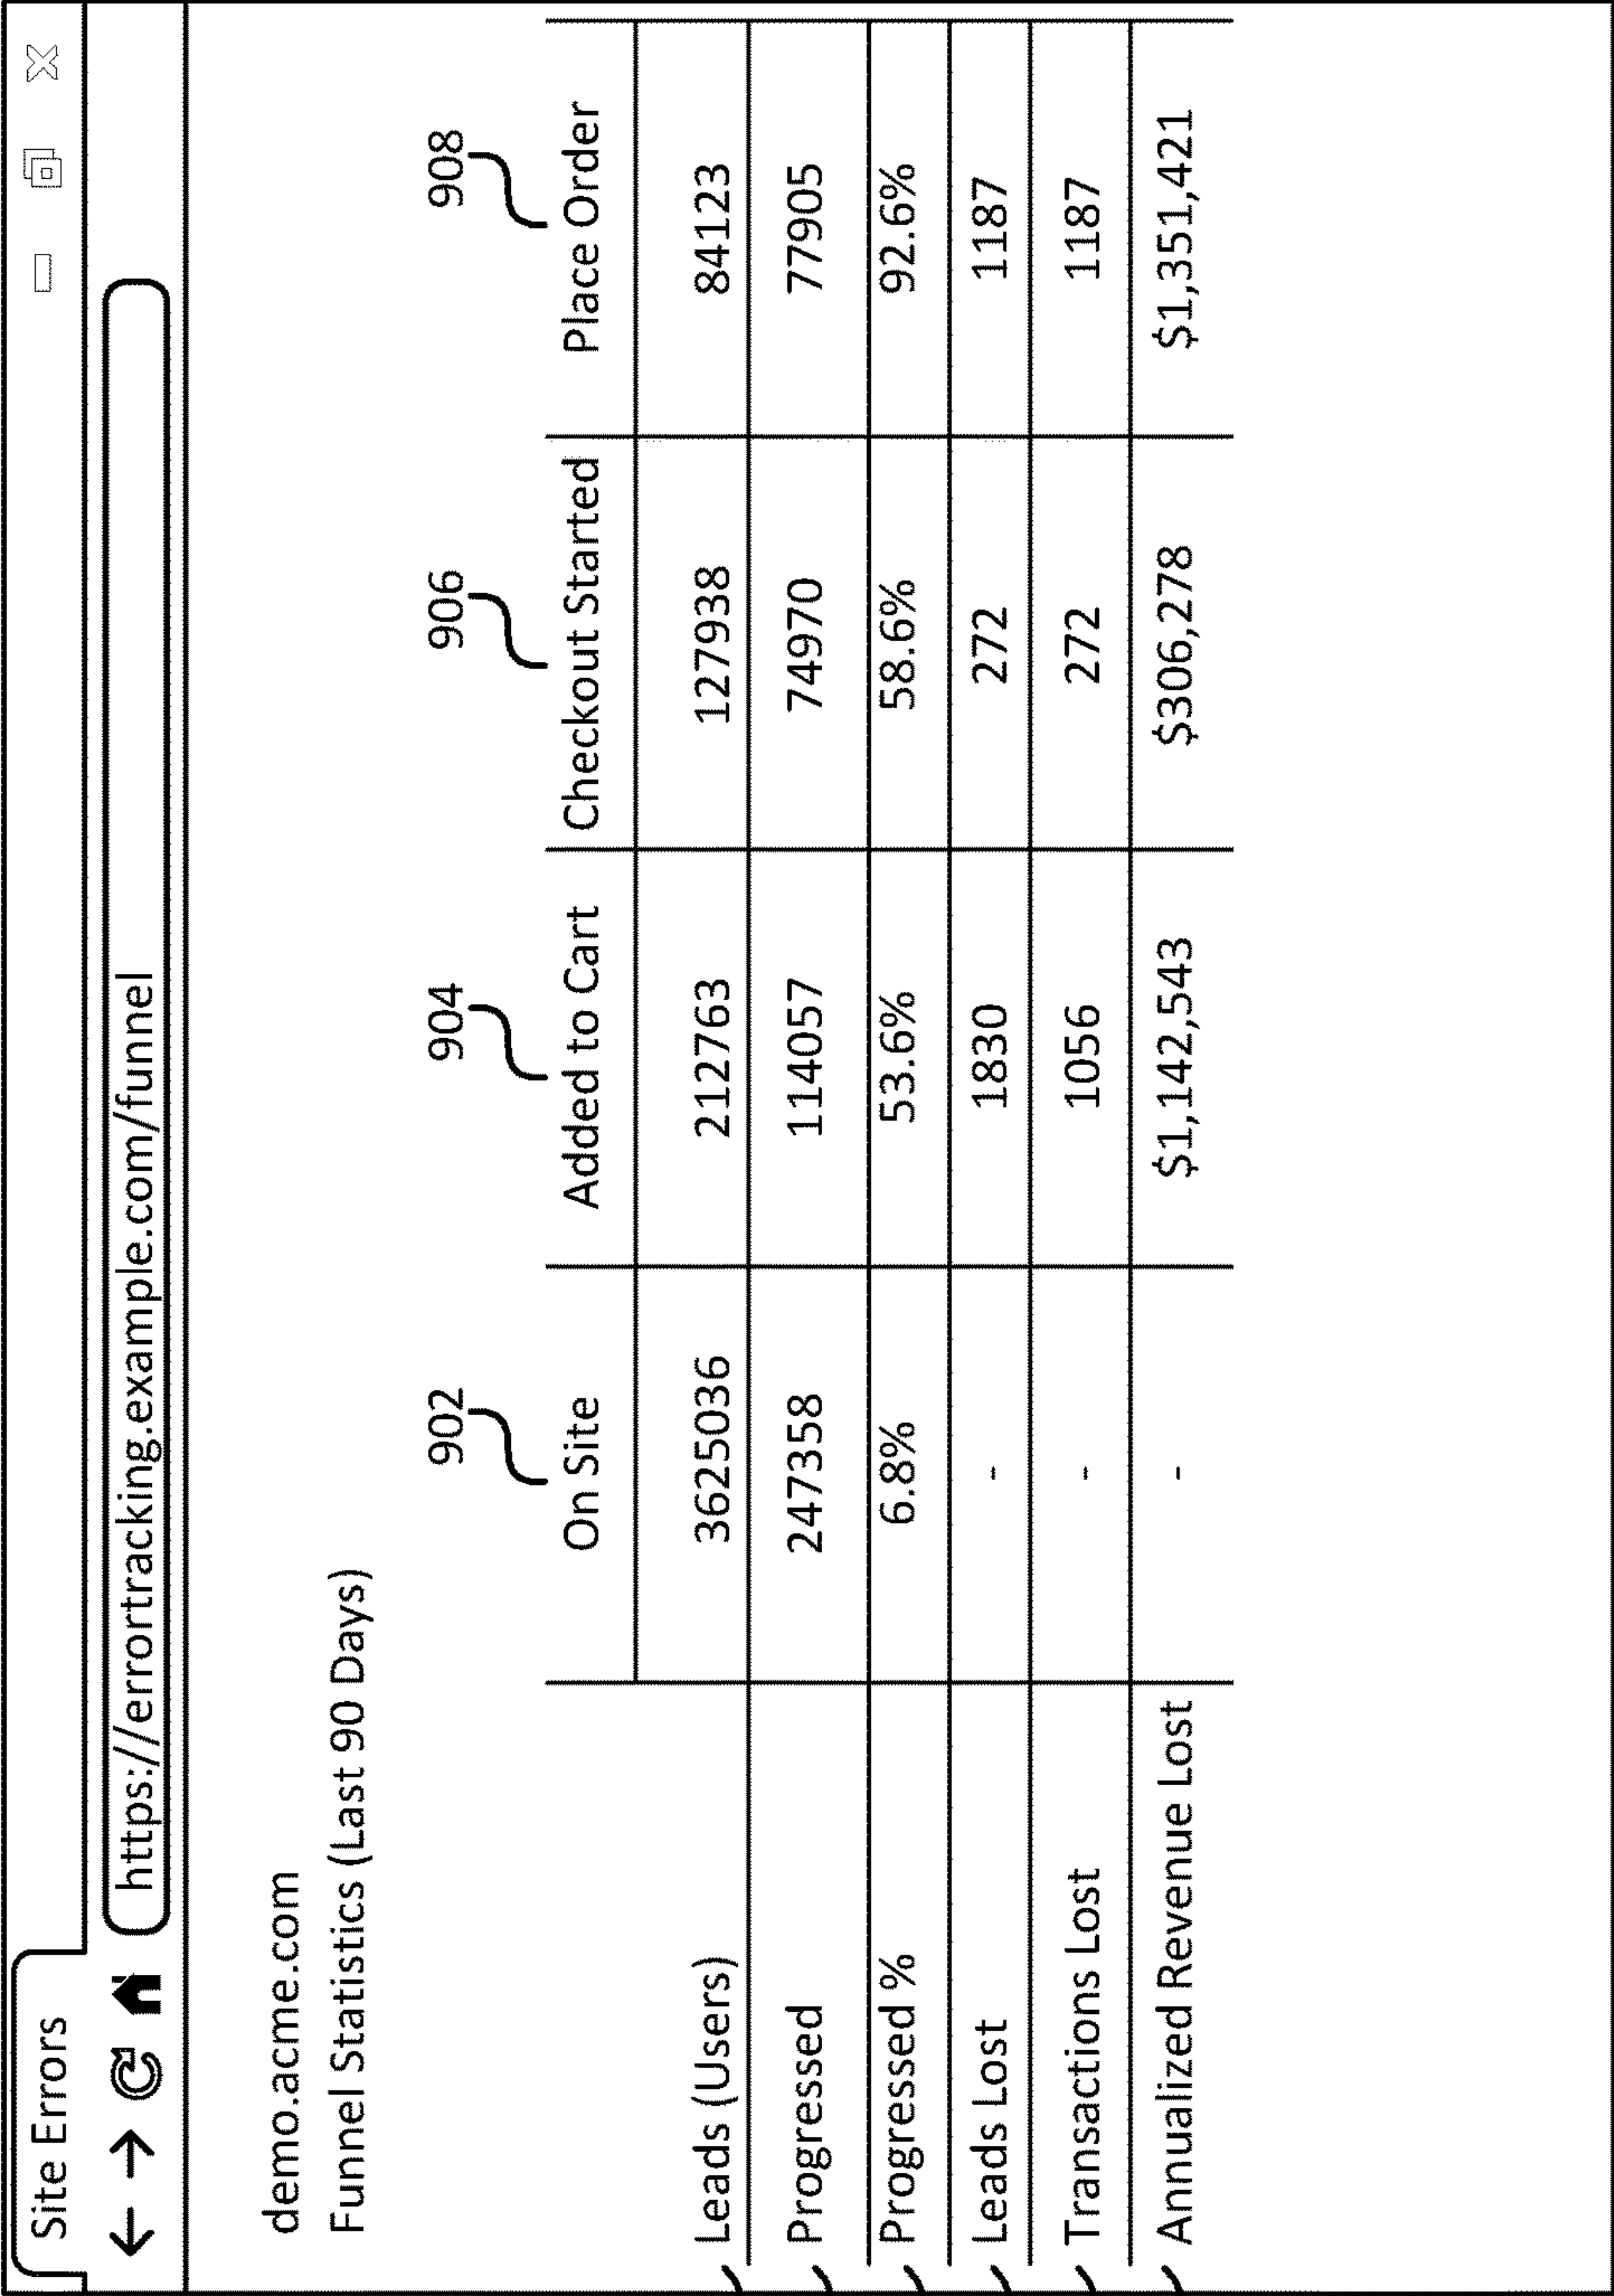 Site Errors
https://errortracking.example.com/funnel
demo.acme.com
Funnel Statistics (Last 90 Days)
902 904 906 908
On Site Added to Cart Checkout Started Place Order
Leads (Users) 3625036 212763 127938 84123
Progressed 247358 114057 74970 77905
Progressed % 6.8% 53.6% 58.6% 92.6%
Leads Lost - 1830 272 1187
Transactions Lost - 1056 272 1187
Annualized Revenue Lost - $1,142,543 $306,278 $1,351,421